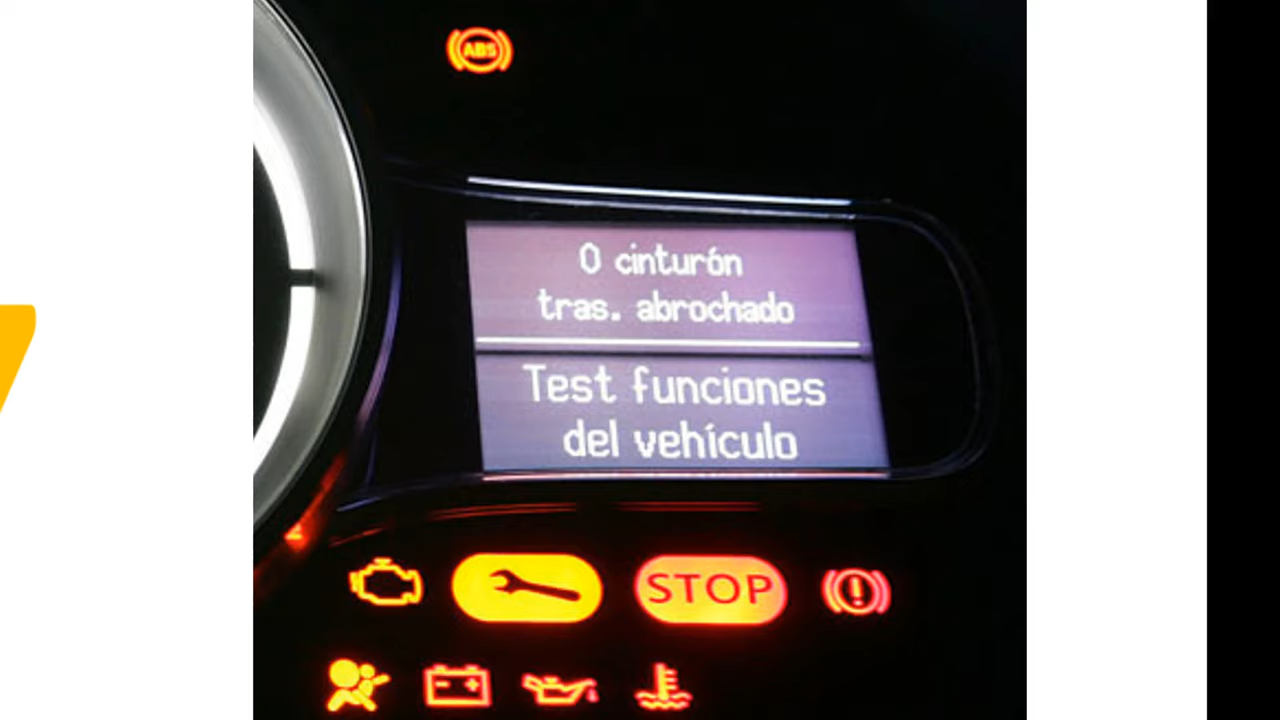 ABS
0 cinturón
tras. abrochado
Test funciones
del vehículo
STOP